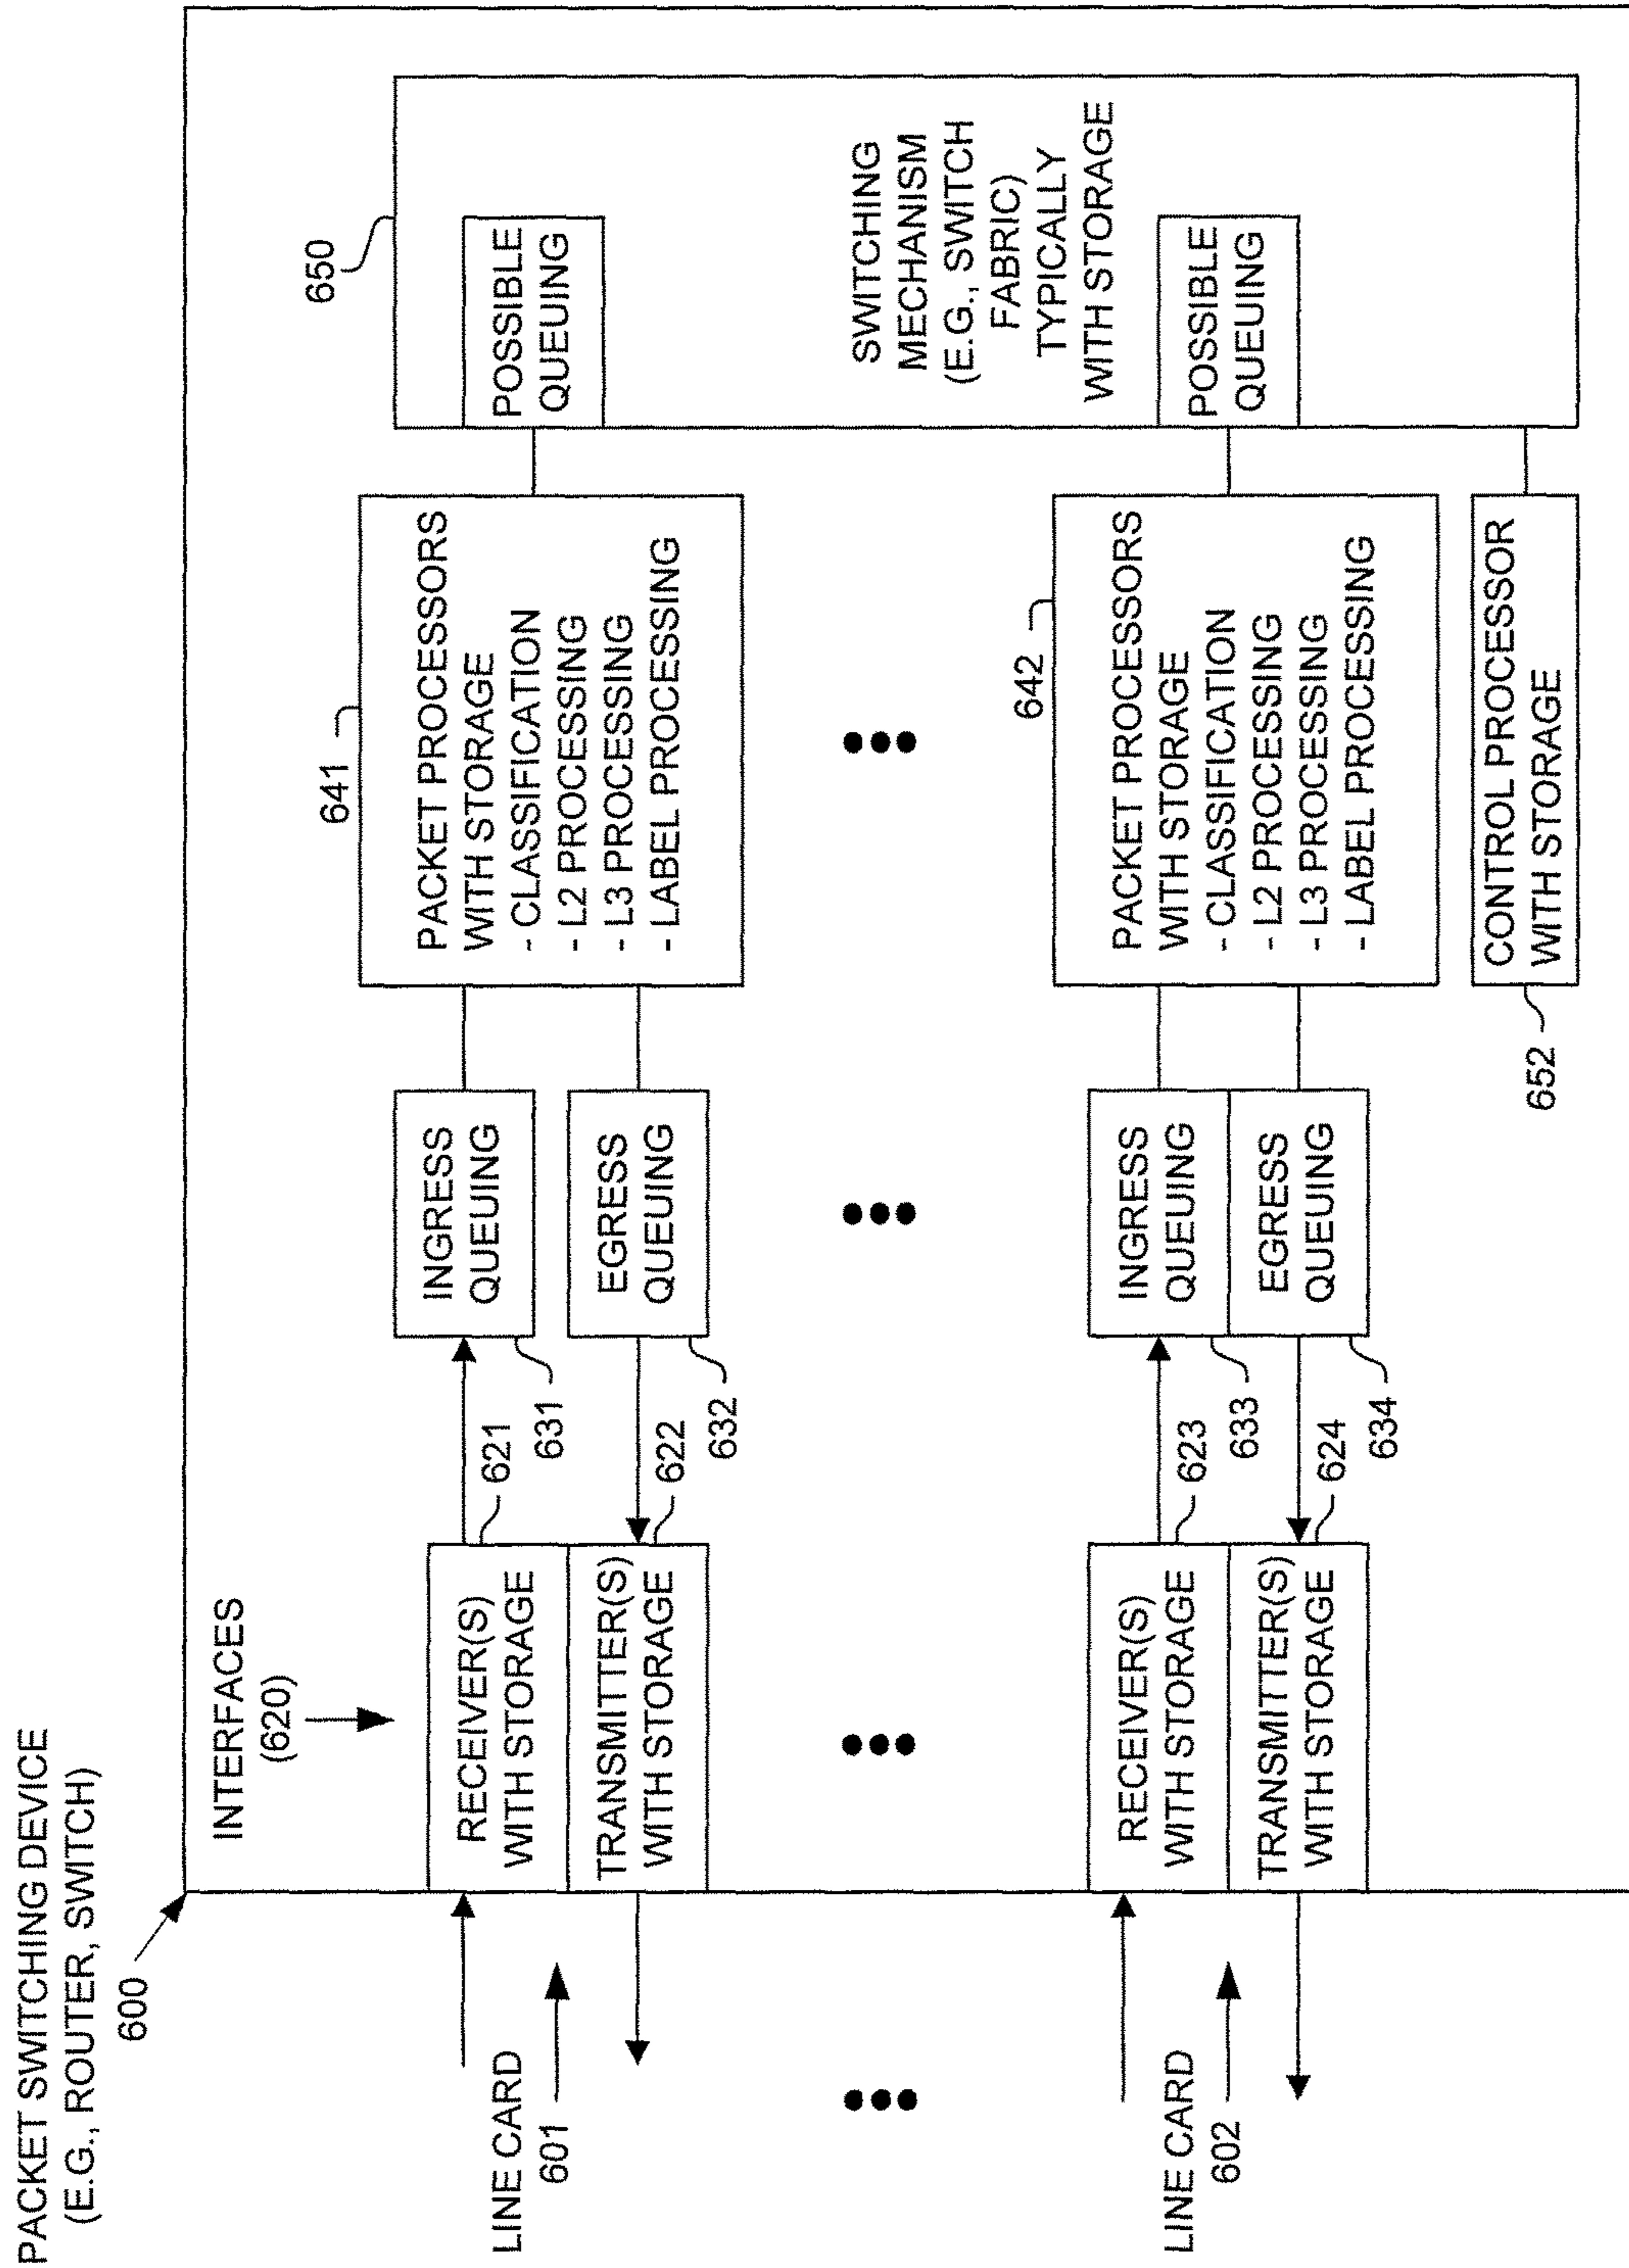 PACKET SWITCHING DEVICE
(E.G., ROUTER, SWITCH)
600
INTERFACES
(620)
LINE CARD
601
RECEIVER(S)
WITH STORAGE
621
TRANSMITTER(S)
WITH STORAGE
622
INGRESS
QUEUING
631
EGRESS
QUEUING
632
641
PACKET PROCESSORS
WITH STORAGE
- CLASSIFICATION
- L2 PROCESSING
- L3 PROCESSING
- LABEL PROCESSING
650
POSSIBLE
QUEUING
SWITCHING
MECHANISM
(E.G., SWITCH
FABRIC)
TYPICALLY
WITH STORAGE
POSSIBLE
QUEUING
LINE CARD
602
RECEIVER(S)
WITH STORAGE
623
TRANSMITTER(S)
WITH STORAGE
624
INGRESS
QUEUING
633
EGRESS
QUEUING
634
642
PACKET PROCESSORS
WITH STORAGE
- CLASSIFICATION
- L2 PROCESSING
- L3 PROCESSING
- LABEL PROCESSING
652
CONTROL PROCESSOR
WITH STORAGE